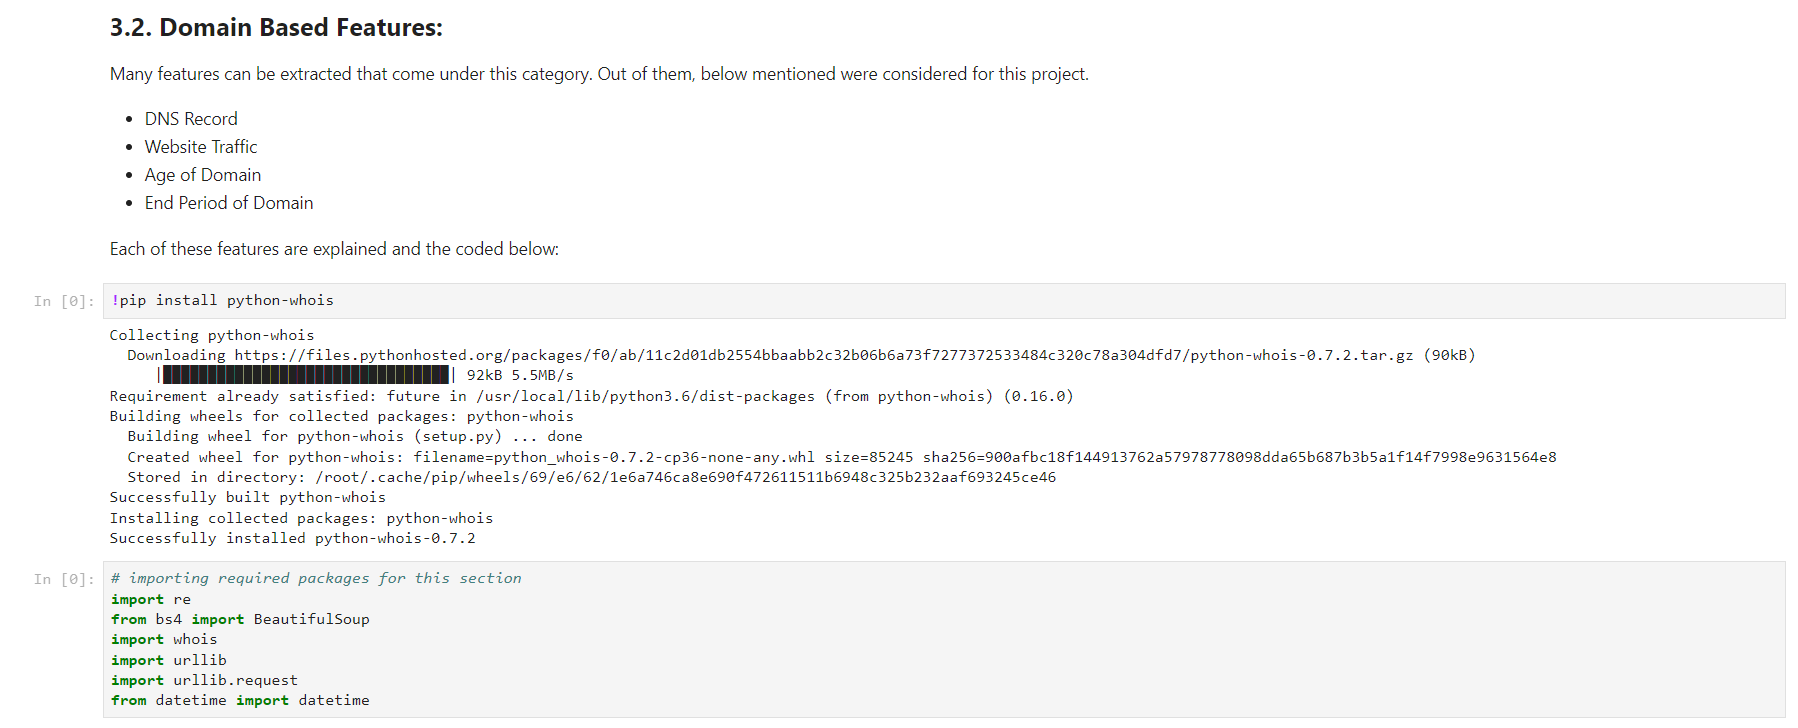 3.2. Domain Based Features:
Many features can be extracted that come under this category. Out of them, below mentioned were considered for this project.
• DNS Record
• Website Traffic
• Age of Domain
• End Period of Domain
Each of these features are explained and the coded below:
In [0]: !pip install python-whois
Collecting python-whois
Downloading https://files.pythonhosted.org/packages/f0/ab/11c2d01db2554bbaabb2c32b06b6a73f7277372533484c320c78a304dfd7/python-whois-0.7.2.tar.gz (90kB)
|████████████████████████████████| 92kB 5.5MB/s
Requirement already satisfied: future in /usr/local/lib/python3.6/dist-packages (from python-whois) (0.16.0)
Building wheels for collected packages: python-whois
Building wheel for python-whois (setup.py) ... done
Created wheel for python-whois: filename=python_whois-0.7.2-cp36-none-any.whl size=85245 sha256=900afbc18f144913762a57978778098dda65b687b3b5a1f14f7998e9631564e8
Stored in directory: /root/.cache/pip/wheels/69/e6/62/1e6a746ca8e690f472611511b6948c325b232aaf693245ce46
Successfully built python-whois
Installing collected packages: python-whois
Successfully installed python-whois-0.7.2
In [0]: # importing required packages for this section
import re
from bs4 import BeautifulSoup
import whois
import urllib
import urllib.request
from datetime import datetime